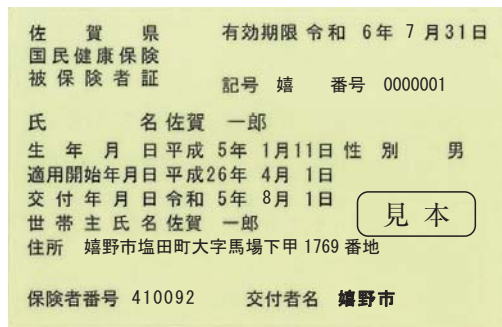 佐賀県 有効期限 令和 6年 7月31日
国民健康保険
被保険者証 記号 嬉 番号 0000001
氏名 佐賀 一郎
生年月日 平成 5年 1月11日 性別 男
適用開始年月日 平成26年 4月 1日
交付年月日 令和 5年 8月 1日
世帯主氏名 佐賀 一郎
見本
住所 嬉野市塩田町大字馬場下甲 1769 番地
保険者番号 410092 交付者名 嬉野市